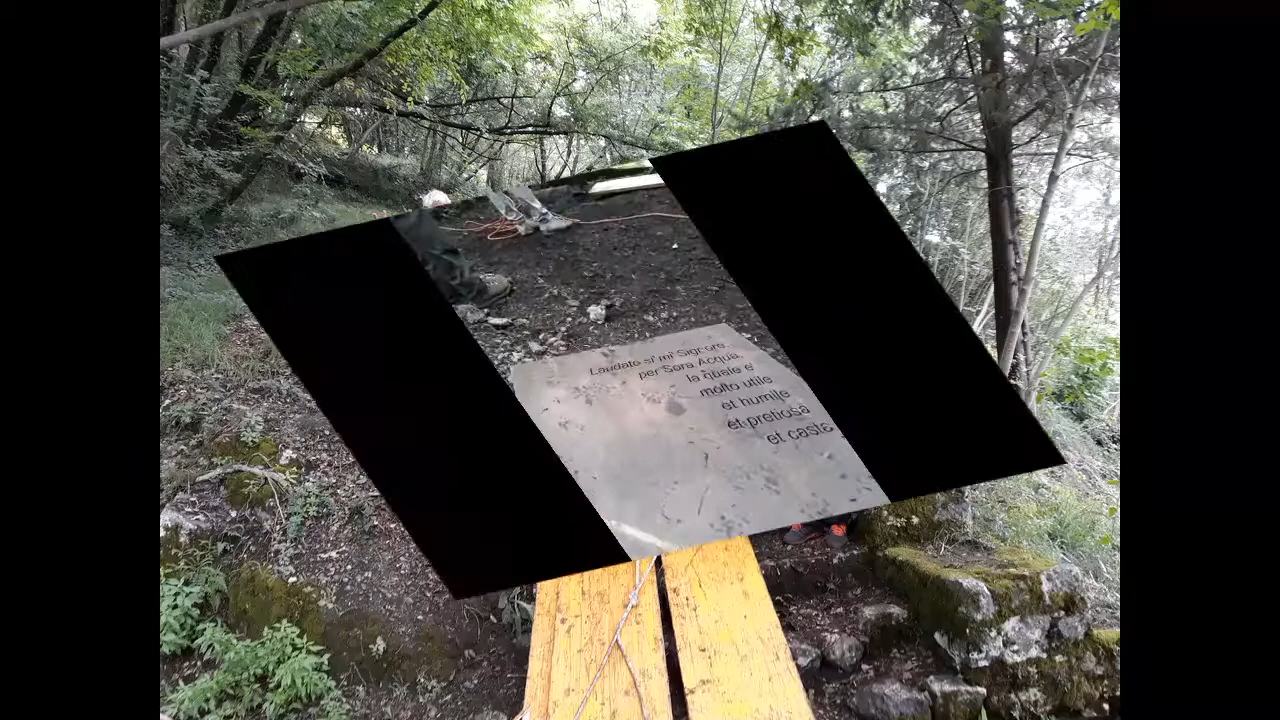 Laudato si' mi' Signore
per Sora Acqua,
la quale è
molto utile
et humile
et pretiosa
et casta